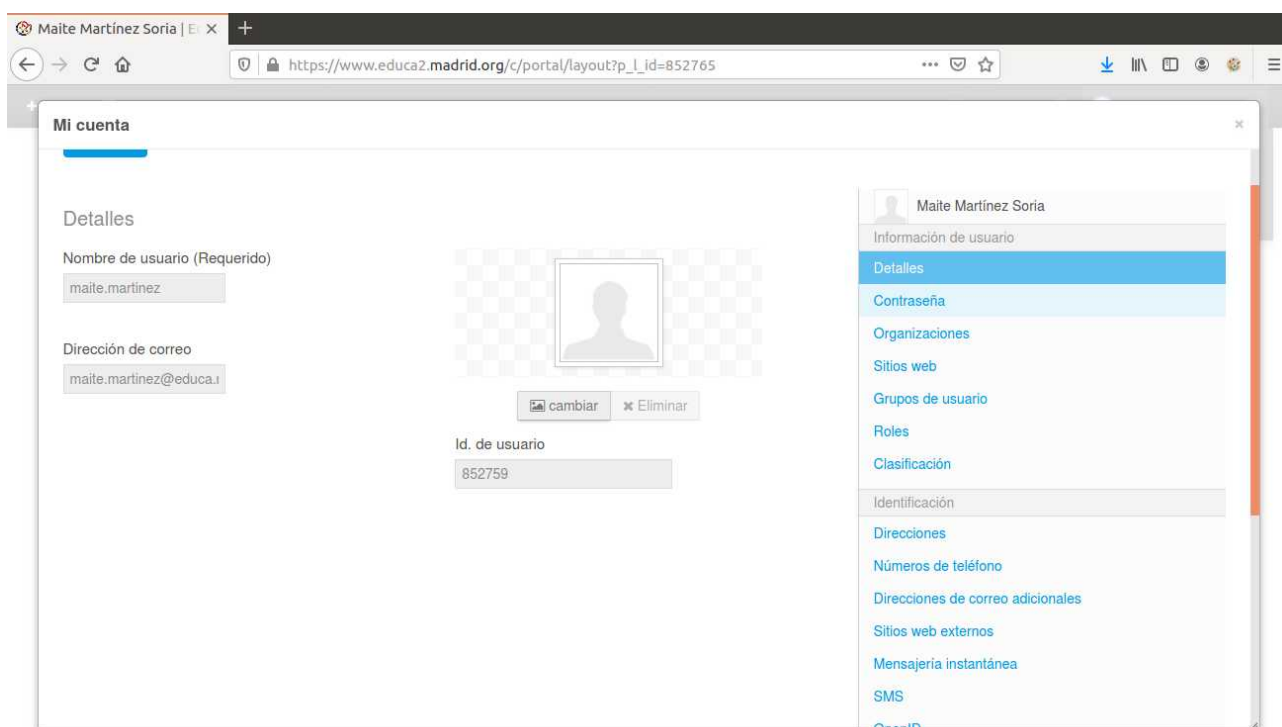 Maite Martínez Soria | E
https://www.educa2.madrid.org/c/portal/layout?p_l_id=852765
Mi cuenta
Detalles
Nombre de usuario (Requerido)
maite.martinez
Dirección de correo
maite.martinez@educa.
cambiar
Eliminar
Id. de usuario
852759
Maite Martínez Soria
Información de usuario
Detalles
Contraseña
Organizaciones
Sitios web
Grupos de usuario
Roles
Clasificación
Identificación
Direcciones
Números de teléfono
Direcciones de correo adicionales
Sitios web externos
Mensajería instantánea
SMS